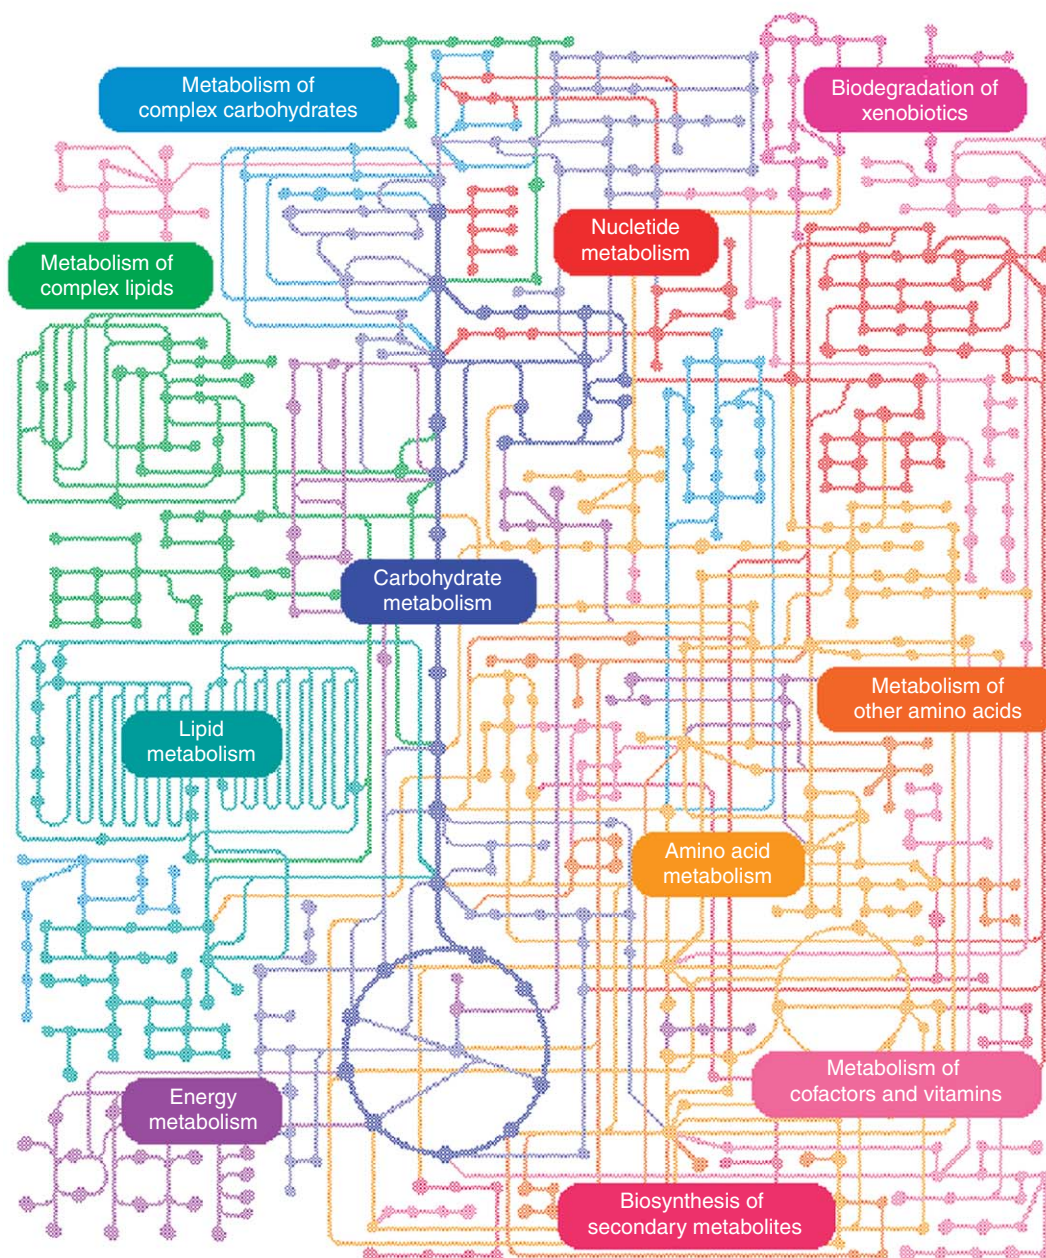 Metabolism of
complex carbohydrates
Biodegradation of
xenobiotics
Nucletide
metabolism
Metabolism of
complex lipids
Carbohydrate
metabolism
Metabolism of
other amino acids
Lipid
metabolism
Amino acid
metabolism
Metabolism of
cofactors and vitamins
Energy
metabolism
Biosynthesis of
secondary metabolites